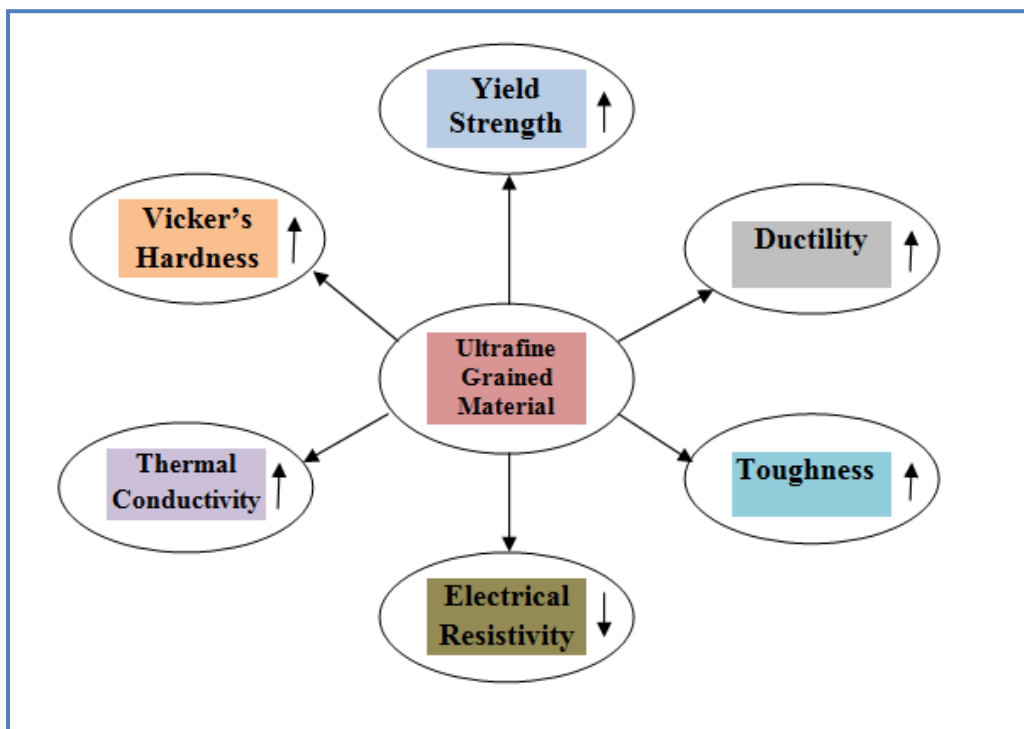 Yield
Strength
Vicker's
Hardness
Ductility
Ultrafine
Grained
Material
Thermal
Conductivity
Toughness
Electrical
Resistivity